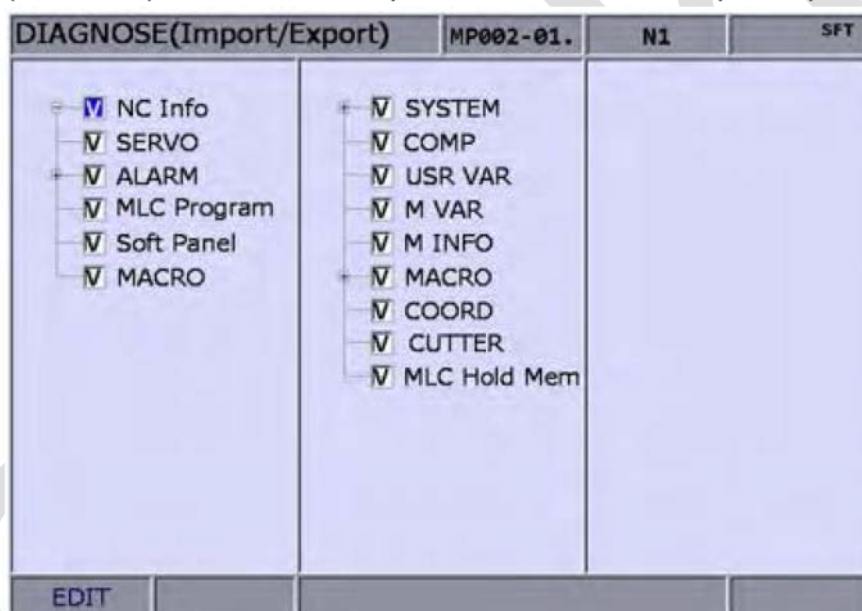 DIAGNOSE(Import/Export) MP002-01. N1 SFT
V NC Info
V SERVO
V ALARM
V MLC Program
V Soft Panel
V MACRO
V SYSTEM
V COMP
V USR VAR
V M VAR
V M INFO
V MACRO
V COORD
V CUTTER
V MLC Hold Mem
EDIT